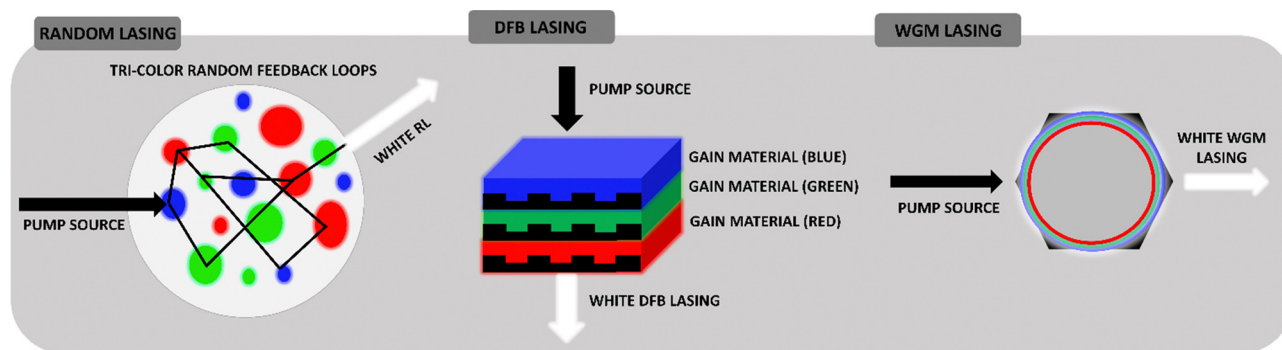 RANDOM LASING
TRI-COLOR RANDOM FEEDBACK LOOPS
WHITE RL
PUMP SOURCE
DFB LASING
PUMP SOURCE
GAIN MATERIAL (BLUE)
GAIN MATERIAL (GREEN)
GAIN MATERIAL (RED)
WHITE DFB LASING
WGM LASING
PUMP SOURCE
WHITE WGM
LASING